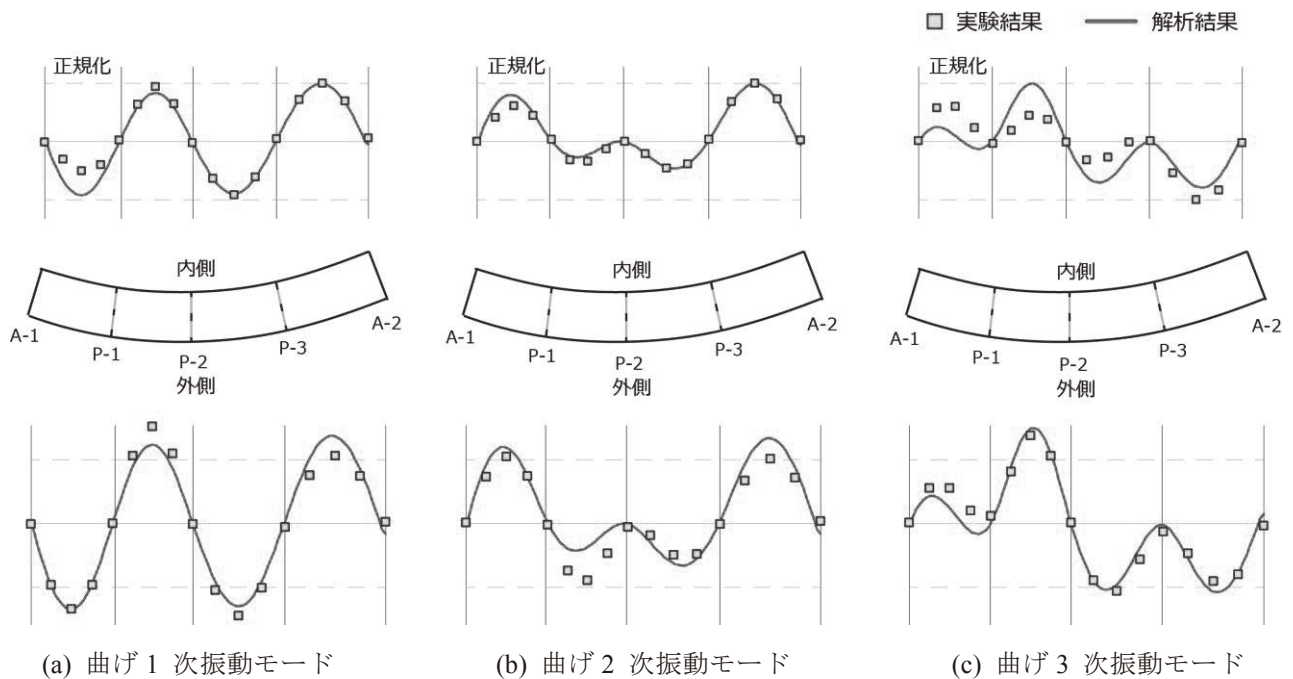 実験結果 解析結果
正規化 正規化 正規化
内側 内側 内側
A-1 P-1 P-2 P-3 A-2 A-1 P-1 P-2 P-3 A-2 A-1 P-1 P-2 P-3 A-2
外側 外側 外側
(a) 曲げ 1 次振動モード (b) 曲げ 2 次振動モード (c) 曲げ 3 次振動モード